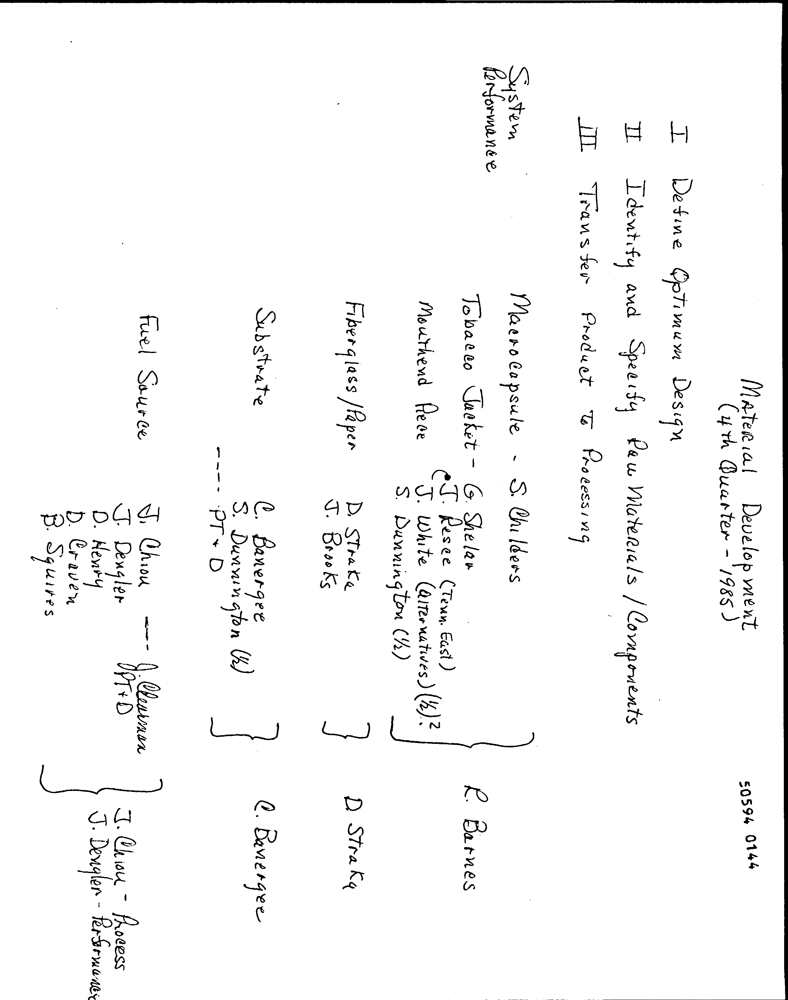 50594 0144
Material Development
(4th Quarter - 1985)
I Define Optimum Design
II Identify and Specify Raw Materials / Components
III Transfer Product To Processing
System
Performance
Macrocapsule - S. Childers
Tobacco Jacket - G. Shelar
Mouthend Piece
J. Resce (Tenn. East)
J. White (alternatives) (1/2)?
S. Dunnington (1/2)
R. Barnes
Fiberglass/Paper
D. Straka
J. Brooks
D Straka
Substrate
C. Banergee
S. Dunnington (1/2)
---- PT + D
C. Banergee
Fuel Source
J. Chiou ---- J. Clearman
J. Dengler PT + D
D. Henry
D. Craven
B. Squires
J. Chiou - Process
J. Dengler - Performance